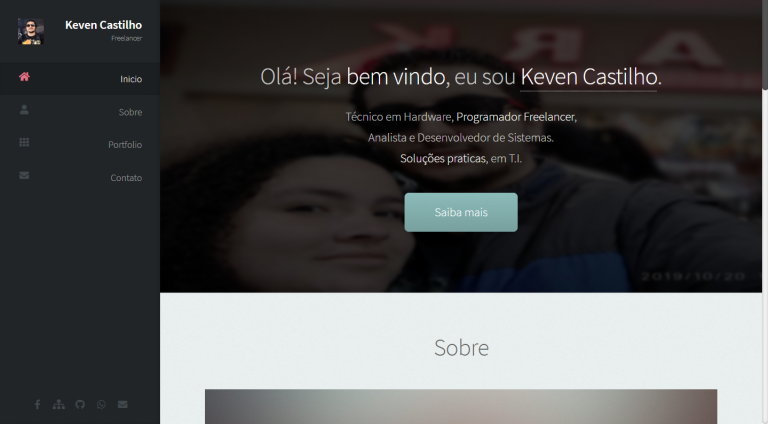 Keven Castilho
Freelancer
Inicio
Sobre
Portfolio
Contato
ARK
Olá! Seja bem vindo, eu sou Keven Castilho.
Técnico em Hardware, Programador Freelancer,
Analista e Desenvolvedor de Sistemas.
Soluções praticas, em T.I.
Saiba mais
2019/10/20
Sobre